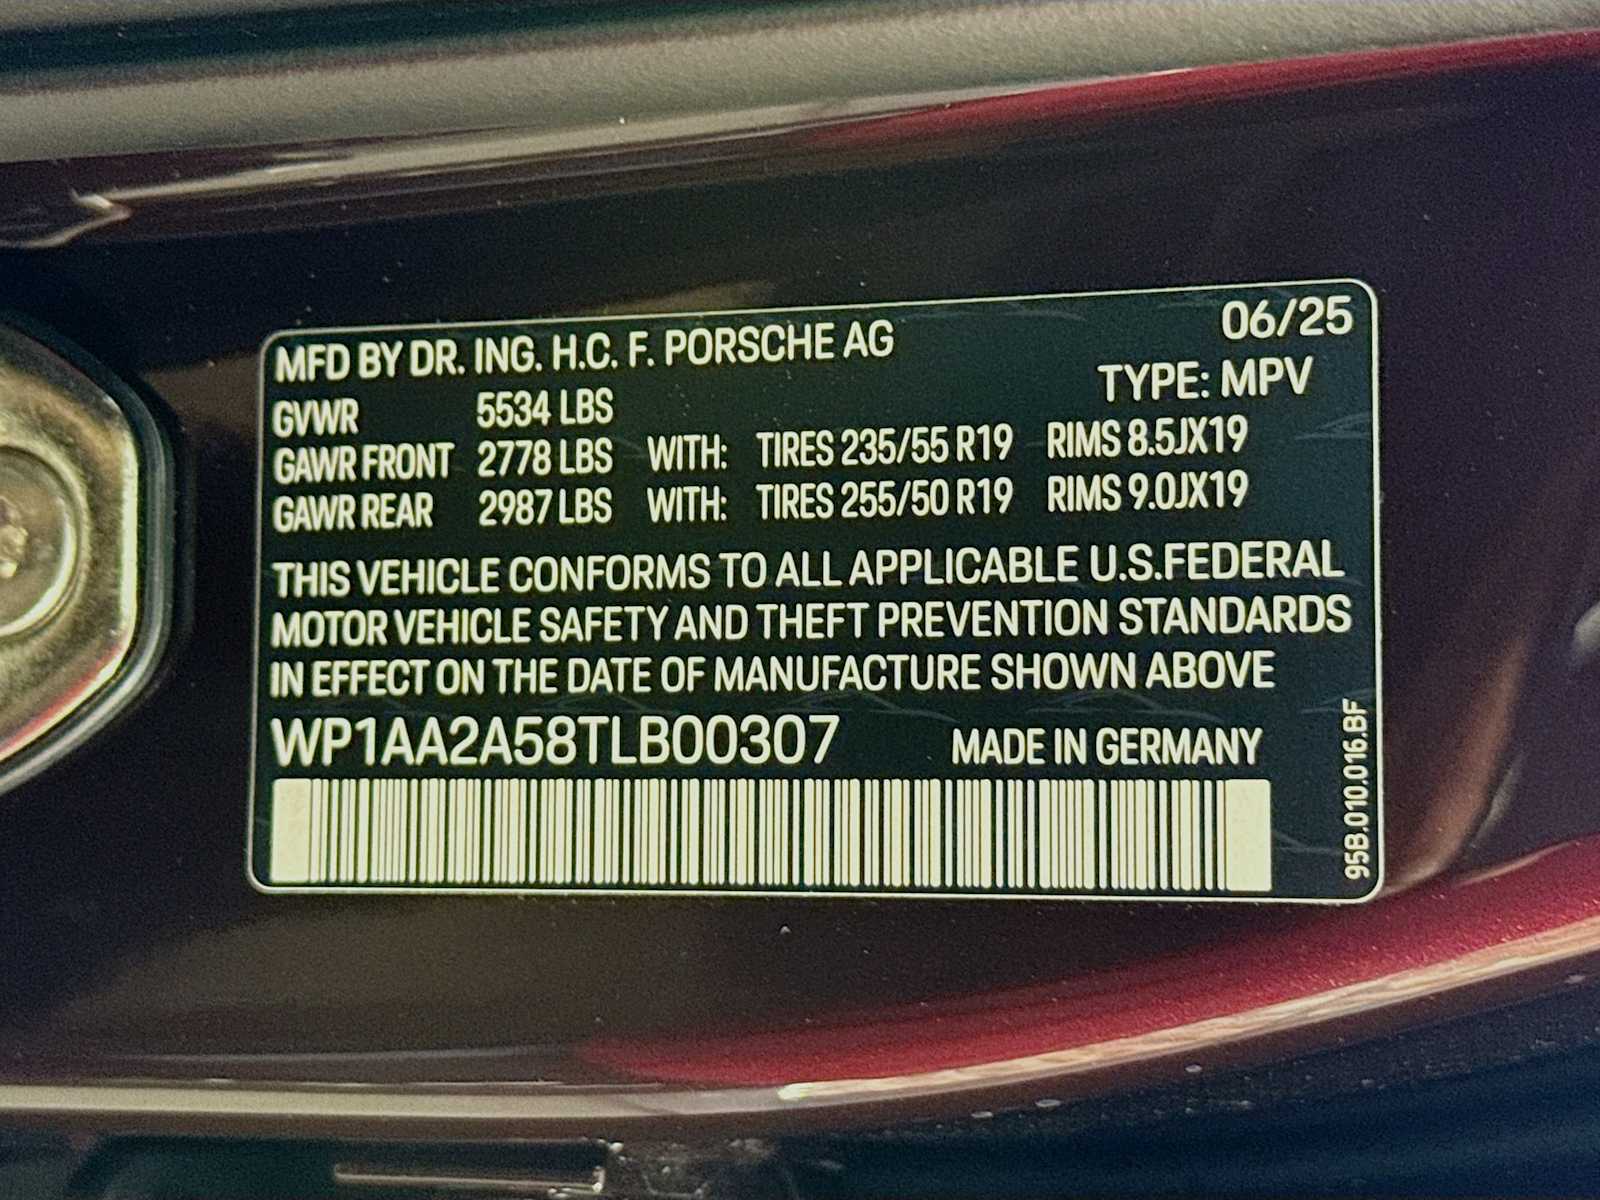 06/25
MFD BY DR. ING. H.C. F. PORSCHE AG
TYPE: MPV
GVWR 5534 LBS
GAWR FRONT 2778 LBS WITH: TIRES 235/55 R19 RIMS 8.5JX19
GAWR REAR 2987 LBS WITH: TIRES 255/50 R19 RIMS 9.0JX19
THIS VEHICLE CONFORMS TO ALL APPLICABLE U.S.FEDERAL
MOTOR VEHICLE SAFETY AND THEFT PREVENTION STANDARDS
IN EFFECT ON THE DATE OF MANUFACTURE SHOWN ABOVE
WP1AA2A58TLB00307 MADE IN GERMANY
95B.010.016.BF